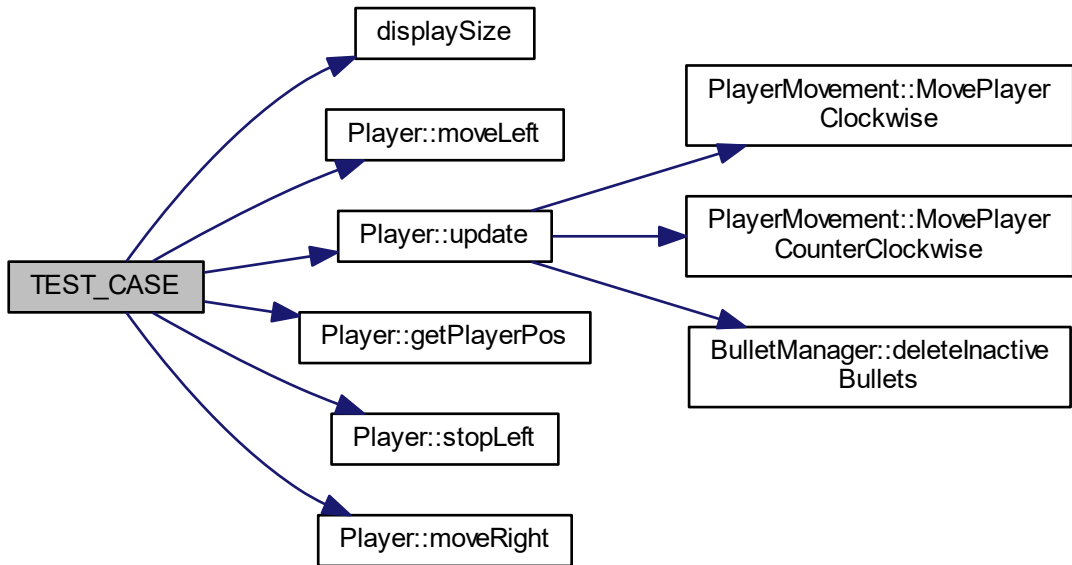 TEST_CASE
displaySize
Player::moveLeft
Player::update
Player::getPlayerPos
Player::stopLeft
Player::moveRight
PlayerMovement::MovePlayer
Clockwise
PlayerMovement::MovePlayer
CounterClockwise
BulletManager::deleteInactive
Bullets